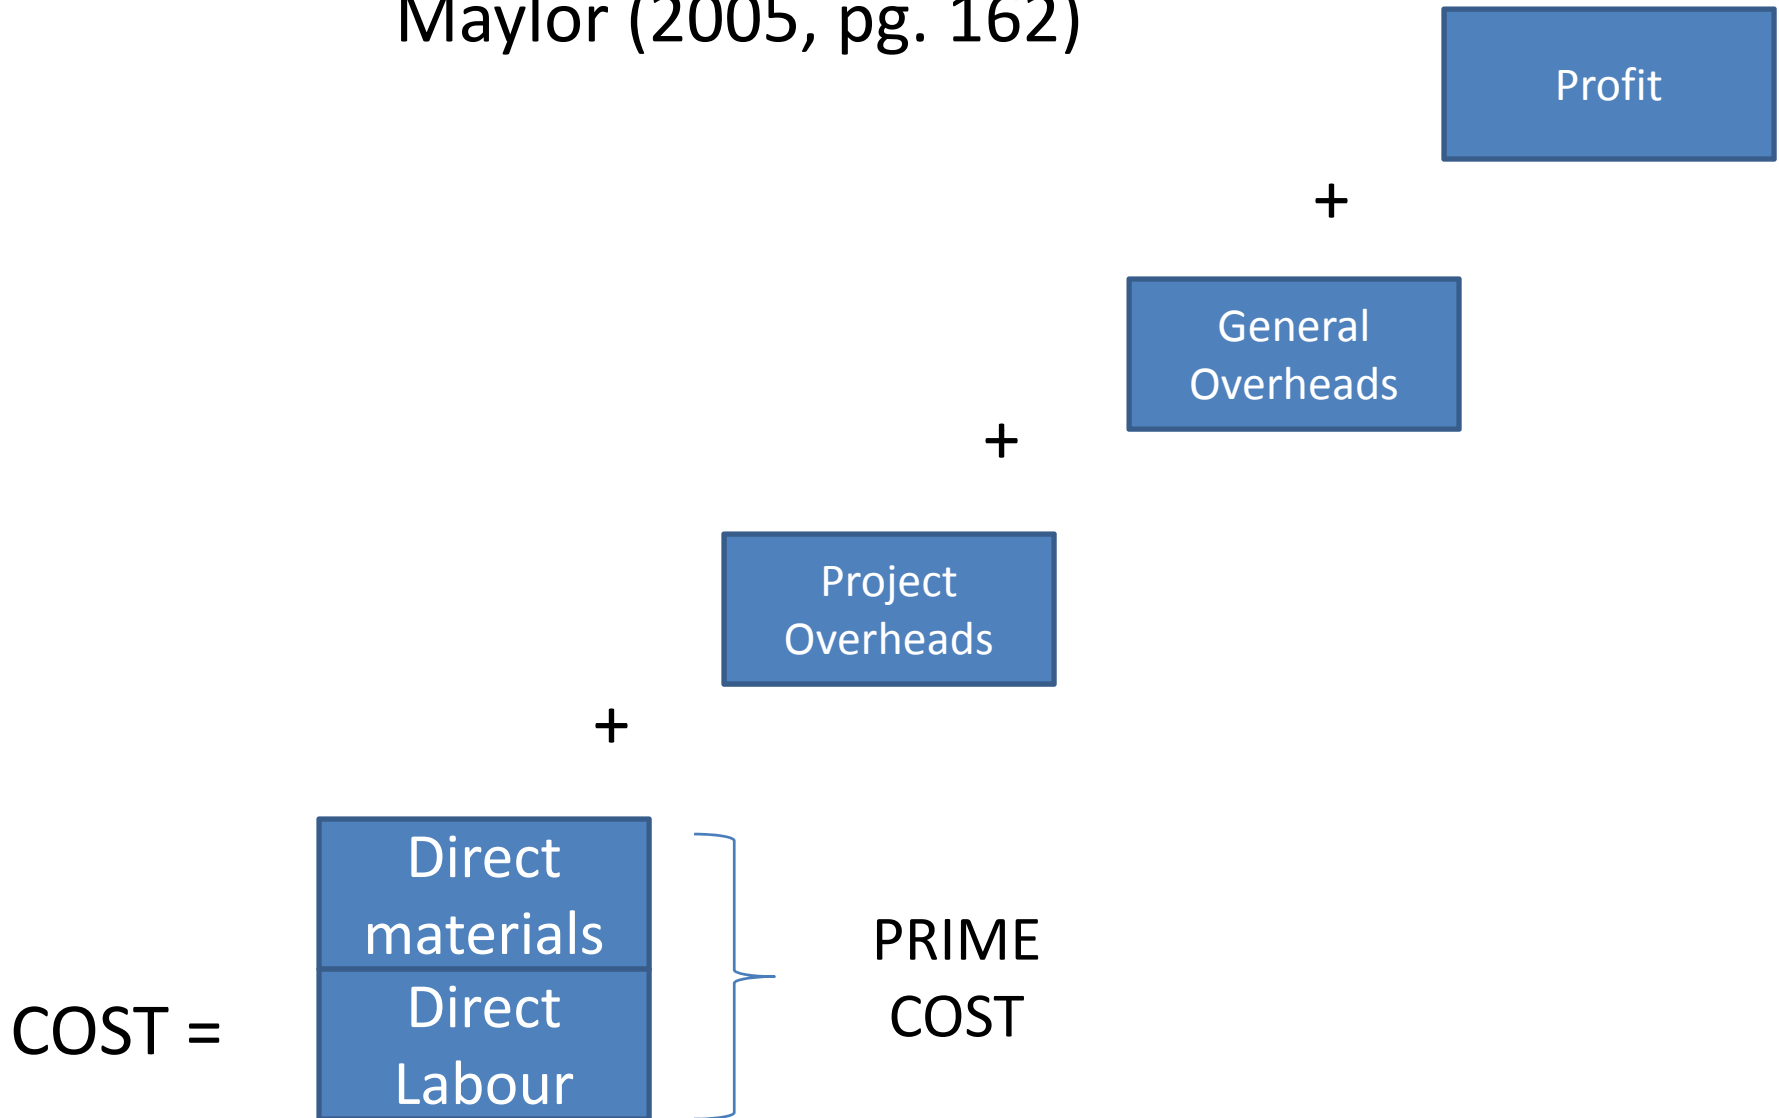 Maylor (2005, pg. 162)
Profit
+
General
Overheads
+
Project
Overheads
+
Direct
materials
PRIME
COST
COST =
Direct
Labour